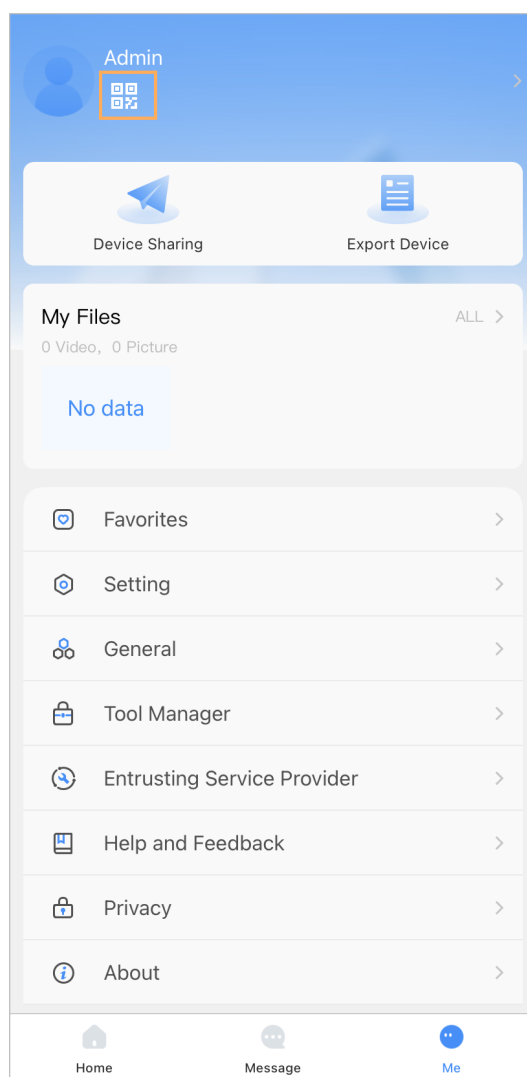 Admin
Device Sharing
Export Device
My Files
ALL
0 Video, 0 Picture
No data
Favorites
Setting
General
Tool Manager
Entrusting Service Provider
Help and Feedback
Privacy
About
Home
Message
Me